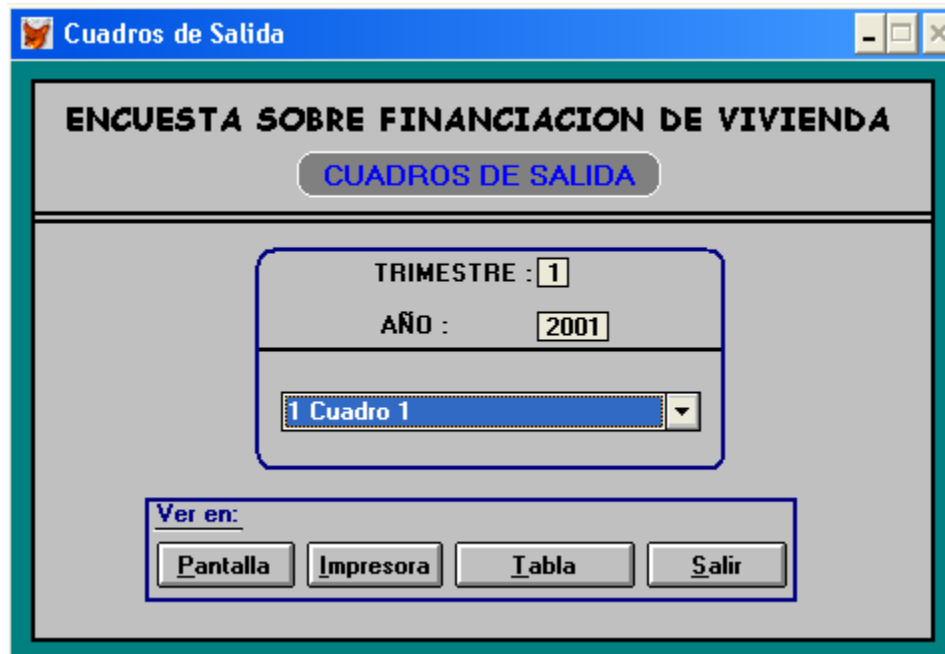 Cuadros de Salida
ENCUESTA SOBRE FINANCIACION DE VIVIENDA
CUADROS DE SALIDA
TRIMESTRE : 1
AÑO : 2001
1 Cuadro 1
Ver en:
Pantalla Impresora Tabla Salir